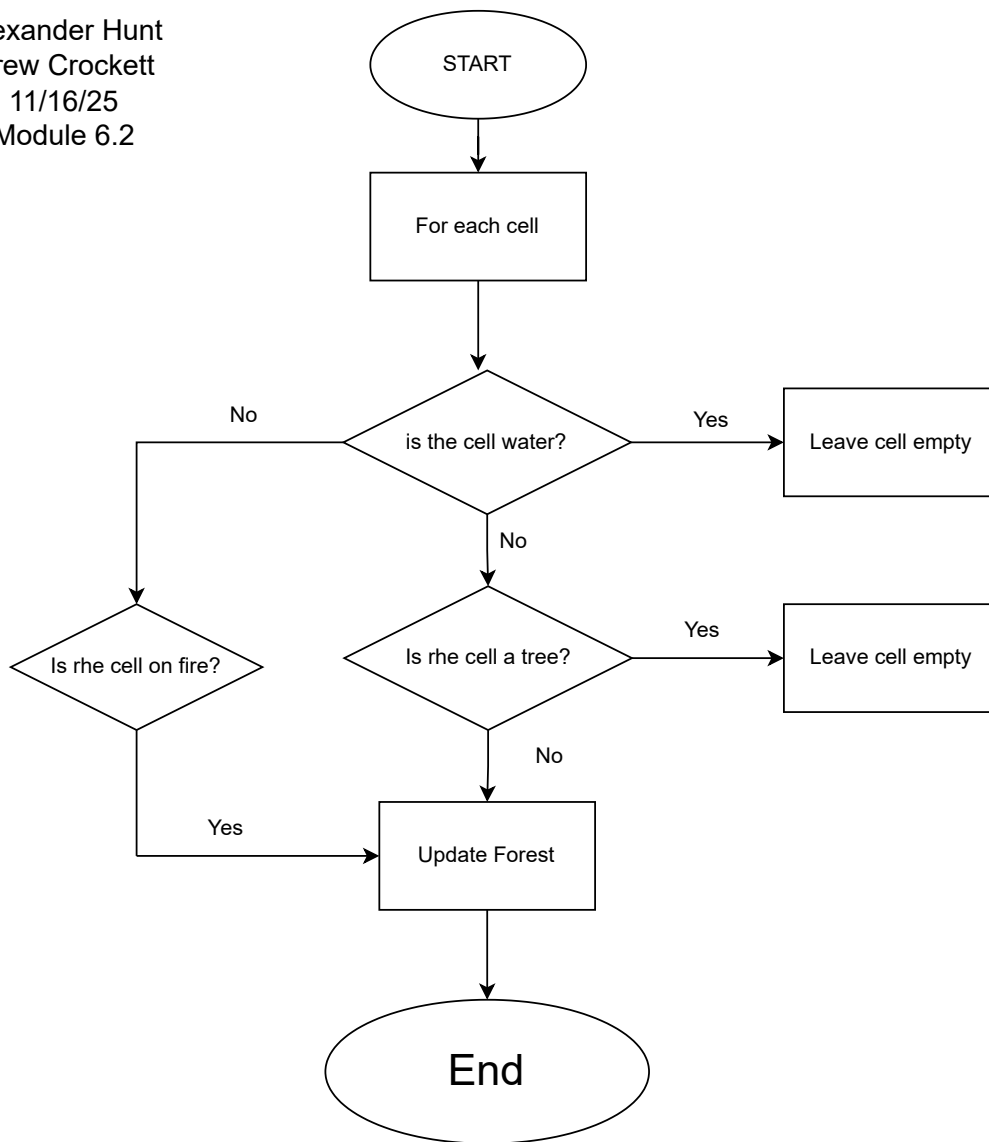 exander Hunt
rew Crockett
11/16/25
Module 6.2
START
For each cell
No
is the cell water?
Yes
Leave cell empty
No
Is rhe cell on fire?
Is rhe cell a tree?
Yes
Leave cell empty
No
Yes
Update Forest
End